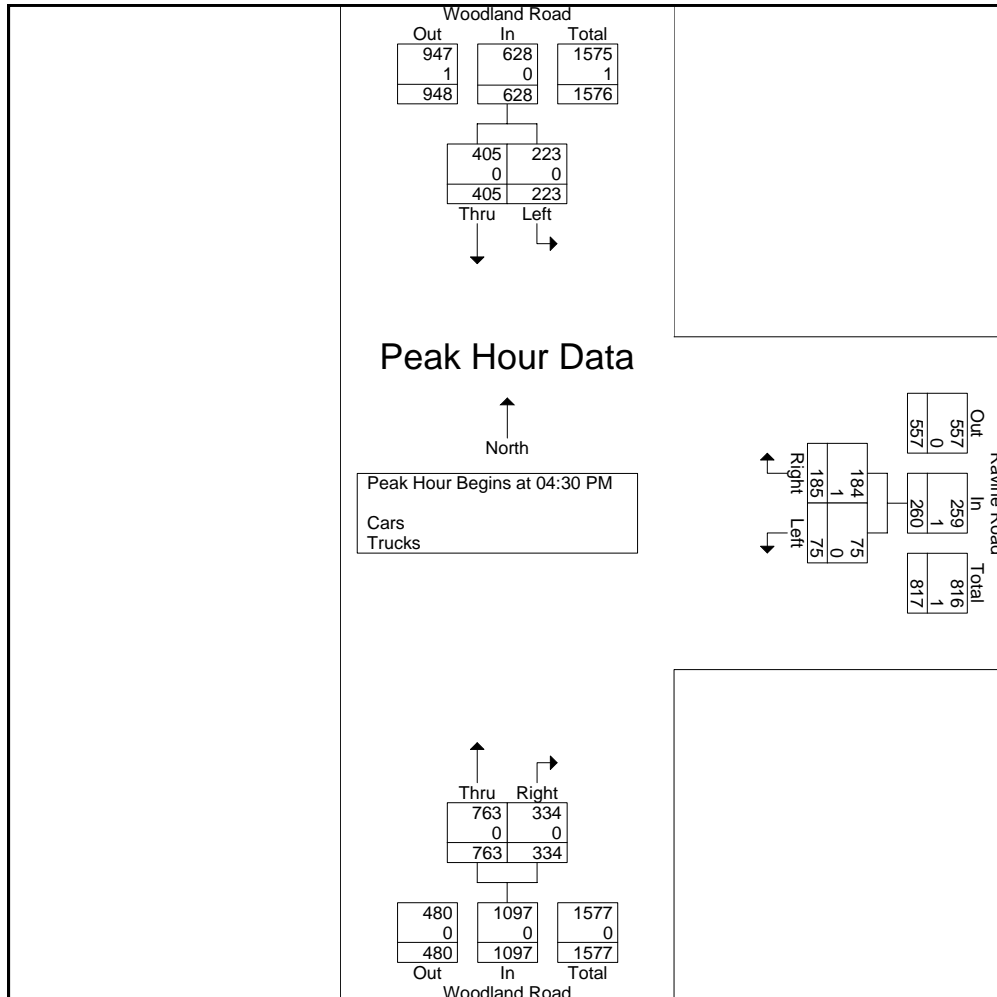 Woodland Road
Out In Total
947 628 1575
1 0 1
948 628 1576
405 223
0 0
405 223
Thru Left
Peak Hour Data
North
Peak Hour Begins at 04:30 PM
Cars
Trucks
Ravine Road
Out In Total
557 259 816
0 1 1
557 260 817
184 75
1 0
185 75
Right Left
Thru Right
763 334
0 0
763 334
480 1097 1577
0 0 0
480 1097 1577
Out In Total
Woodland Road